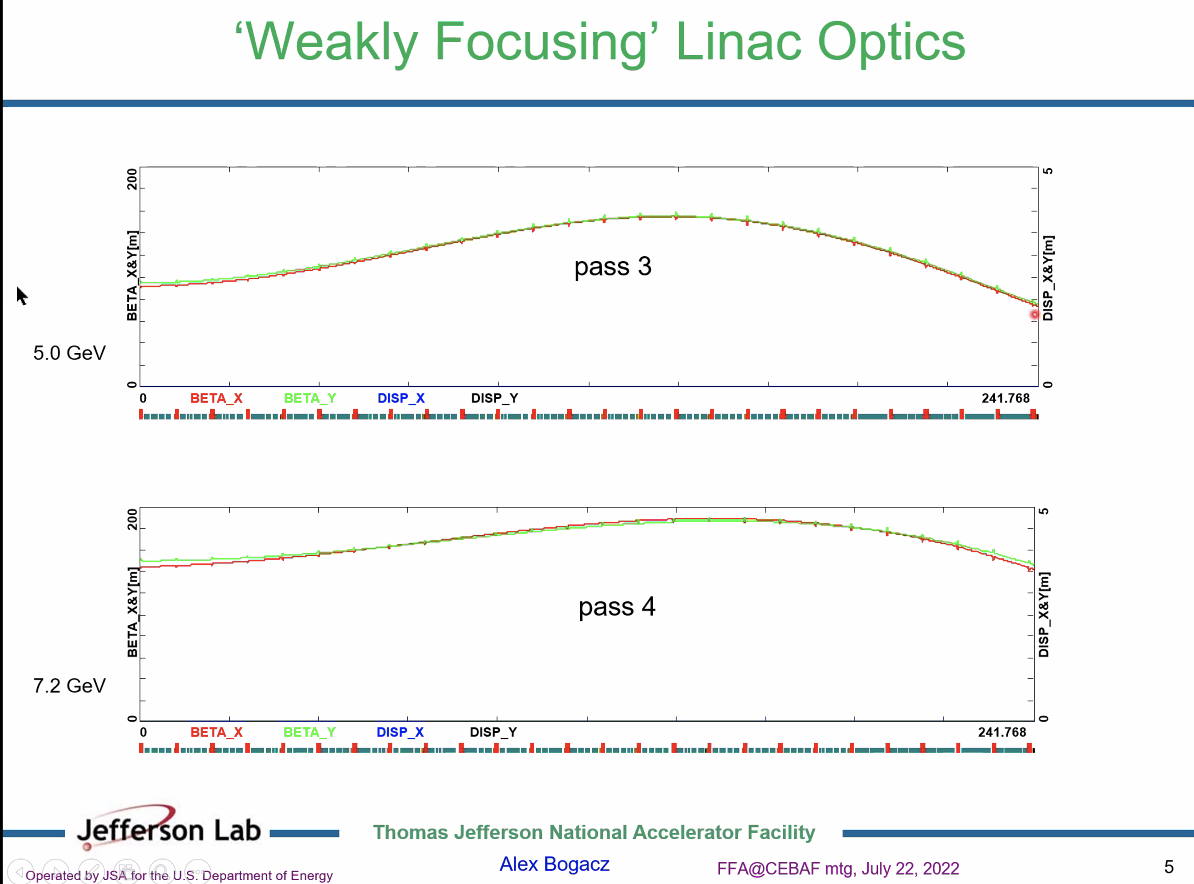 ‘Weakly Focusing’ Linac Optics
200
5
BETA_X&Y[m]
DISP_X&Y[m]
pass 3
5.0 GeV
0
0
0 BETA_X BETA_Y DISP_X DISP_Y 241.768
200
5
BETA_X&Y[m]
DISP_X&Y[m]
pass 4
7.2 GeV
0
0
0 BETA_X BETA_Y DISP_X DISP_Y 241.768
Jefferson Lab
Thomas Jefferson National Accelerator Facility
Alex Bogacz
FFA@CEBAF mtg, July 22, 2022
5
Operated by JSA for the U.S. Department of Energy